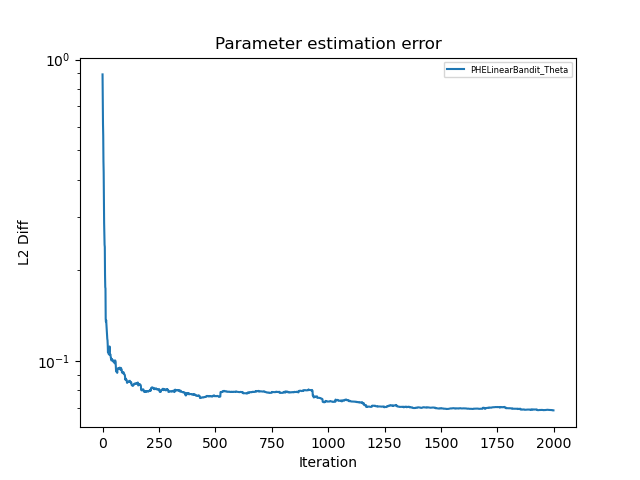 Parameter estimation error
PHELinearBandit_Theta
10⁰
10⁻¹
L2 Diff
0 250 500 750 1000 1250 1500 1750 2000
Iteration